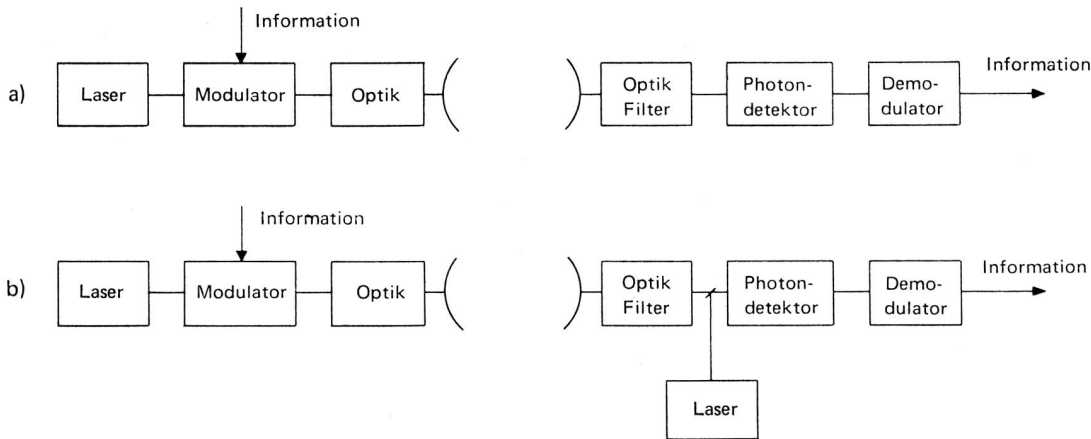 Information
a)
Laser
Modulator
Optik
Optik
Filter
Photon-
detektor
Demo-
dulator
Information
Information
b)
Laser
Modulator
Optik
Optik
Filter
Photon-
detektor
Demo-
dulator
Information
Laser